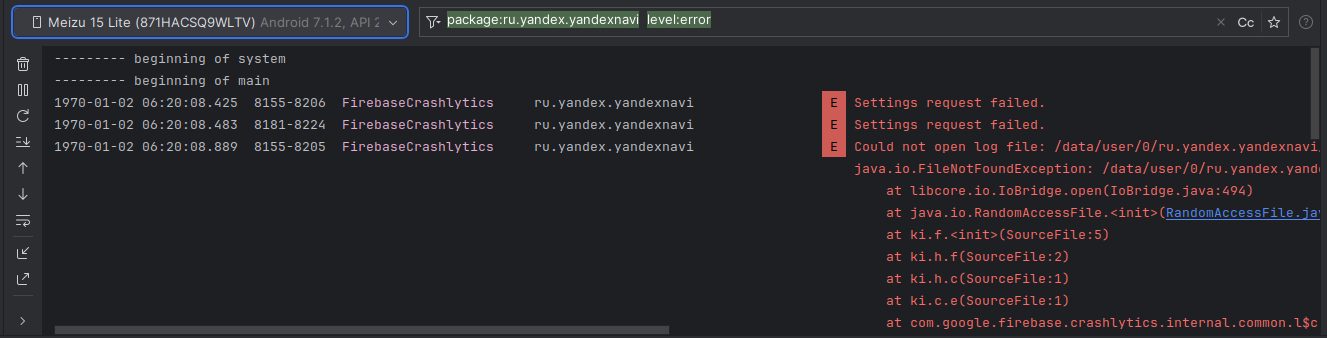 Meizu 15 Lite (871HACSQ9WLTV) Android 7.1.2, API 2
package:ru.yandex.yandexnavi level:error
Cc
--------- beginning of system
--------- beginning of main
1970-01-02 06:20:08.425 8155-8206 FirebaseCrashlytics ru.yandex.yandexnavi E Settings request failed.
1970-01-02 06:20:08.483 8181-8224 FirebaseCrashlytics ru.yandex.yandexnavi E Settings request failed.
1970-01-02 06:20:08.889 8155-8205 FirebaseCrashlytics ru.yandex.yandexnavi E Could not open log file: /data/user/0/ru.yandex.yandexnavi/
java.io.FileNotFoundException: /data/user/0/ru.yandex.yand
at libcore.io.IoBridge.open(IoBridge.java:494)
at java.io.RandomAccessFile.<init>(RandomAccessFile.jav
at ki.f.<init>(SourceFile:5)
at ki.h.f(SourceFile:2)
at ki.h.c(SourceFile:1)
at ki.c.e(SourceFile:1)
at com.google.firebase.crashlytics.internal.common.l$c